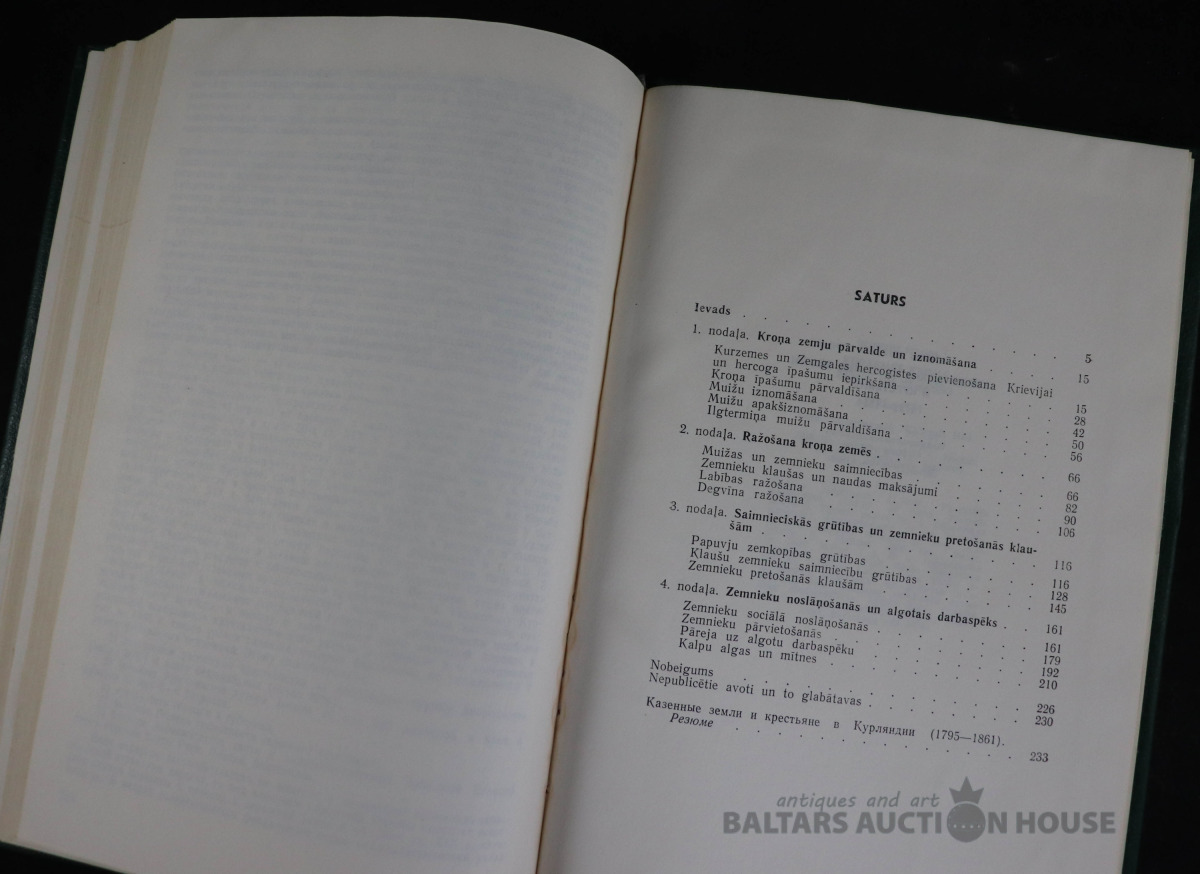 SATURS
Ievads . . . . . . . . . . . . . . . 5
1. nodaļa. Kroņa zemju pārvalde un iznomāšana . . . . 15
Kurzemes un Zemgales hercogistes pievienošana Krievijai
un hercoga īpašumu iepirkšana . . . . . . . . 15
Kroņa īpašumu pārvaldīšana . . . . . . . . 28
Muižu iznomāšana . . . . . . . . . . 42
Muižu apakšiznomāšana . . . . . . . . . 50
Ilgtermiņa muižu pārvaldīšana . . . . . . . . 56
2. nodaļa. Ražošana kroņa zemēs . . . . . . . . 66
Muižas un zemnieku saimniecības . . . . . . . 66
Zemnieku klaušas un naudas maksājumi . . . . . 82
Labības ražošana . . . . . . . . . . 90
Degvīna ražošana . . . . . . . . . . 106
3. nodaļa. Saimnieciskās grūtības un zemnieku pretošanās klau-
šām . . . . . . . . . . . . 116
Papuvju zemkopības grūtības . . . . . . . . 116
Klaušu zemnieku saimniecību grūtības . . . . . . 128
Zemnieku pretošanās klaušām . . . . . . . . 145
4. nodaļa. Zemnieku noslāņošanās un algotais darbaspēks . . 161
Zemnieku sociālā noslāņošanās . . . . . . . . 161
Zemnieku pārvietošanās . . . . . . . . . 179
Pāreja uz algotu darbaspēku . . . . . . . . 192
Kalpu algas un mītnes . . . . . . . . . 210
Nobeigums . . . . . . . . . . . . 226
Nepublicētie avoti un to glabātavas . . . . . . . 230
Казенные земли и крестьяне в Курляндии (1795—1861).
Резюме . . . . . . . . . . . . 233
antiques and art
BALTARS AUCTION HOUSE